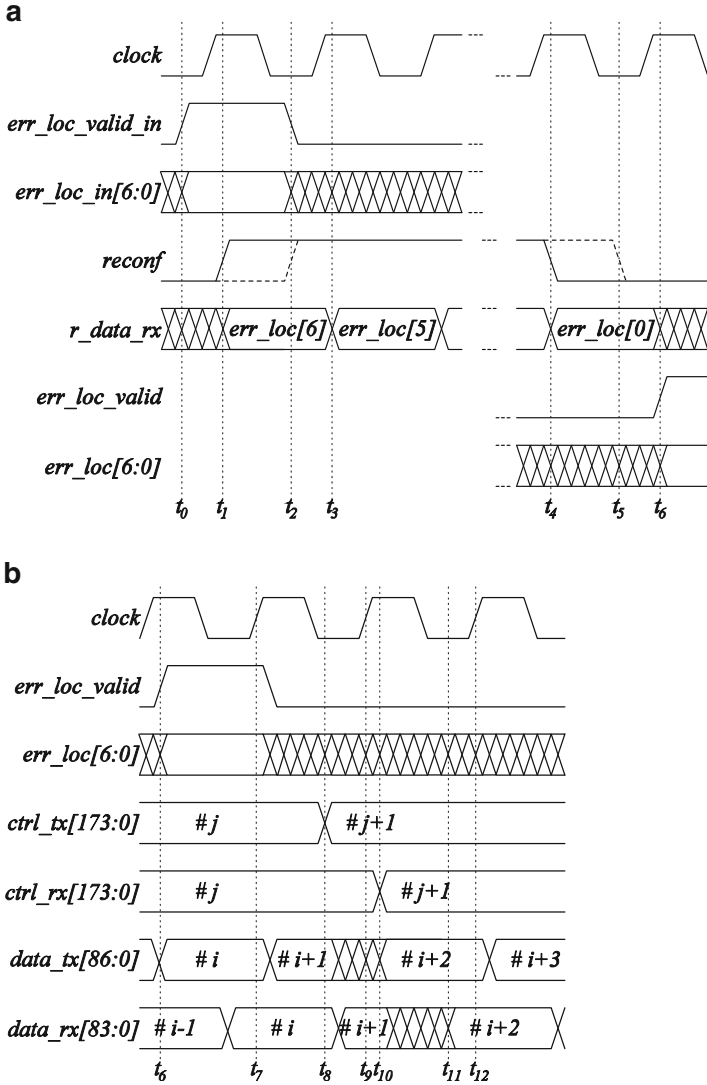 a
clock
err_loc_valid_in
err_loc_in[6:0]
reconf
r_data_rx err_loc[6] err_loc[5] err_loc[0]
err_loc_valid
err_loc[6:0]
t0 t1 t2 t3 t4 t5 t6
b
clock
err_loc_valid
err_loc[6:0]
ctrl_tx[173:0] #j #j+1
ctrl_rx[173:0] #j #j+1
data_tx[86:0] #i #i+1 #i+2 #i+3
data_rx[83:0] #i-1 #i #i+1 #i+2
t6 t7 t8 t9 t10 t11 t12